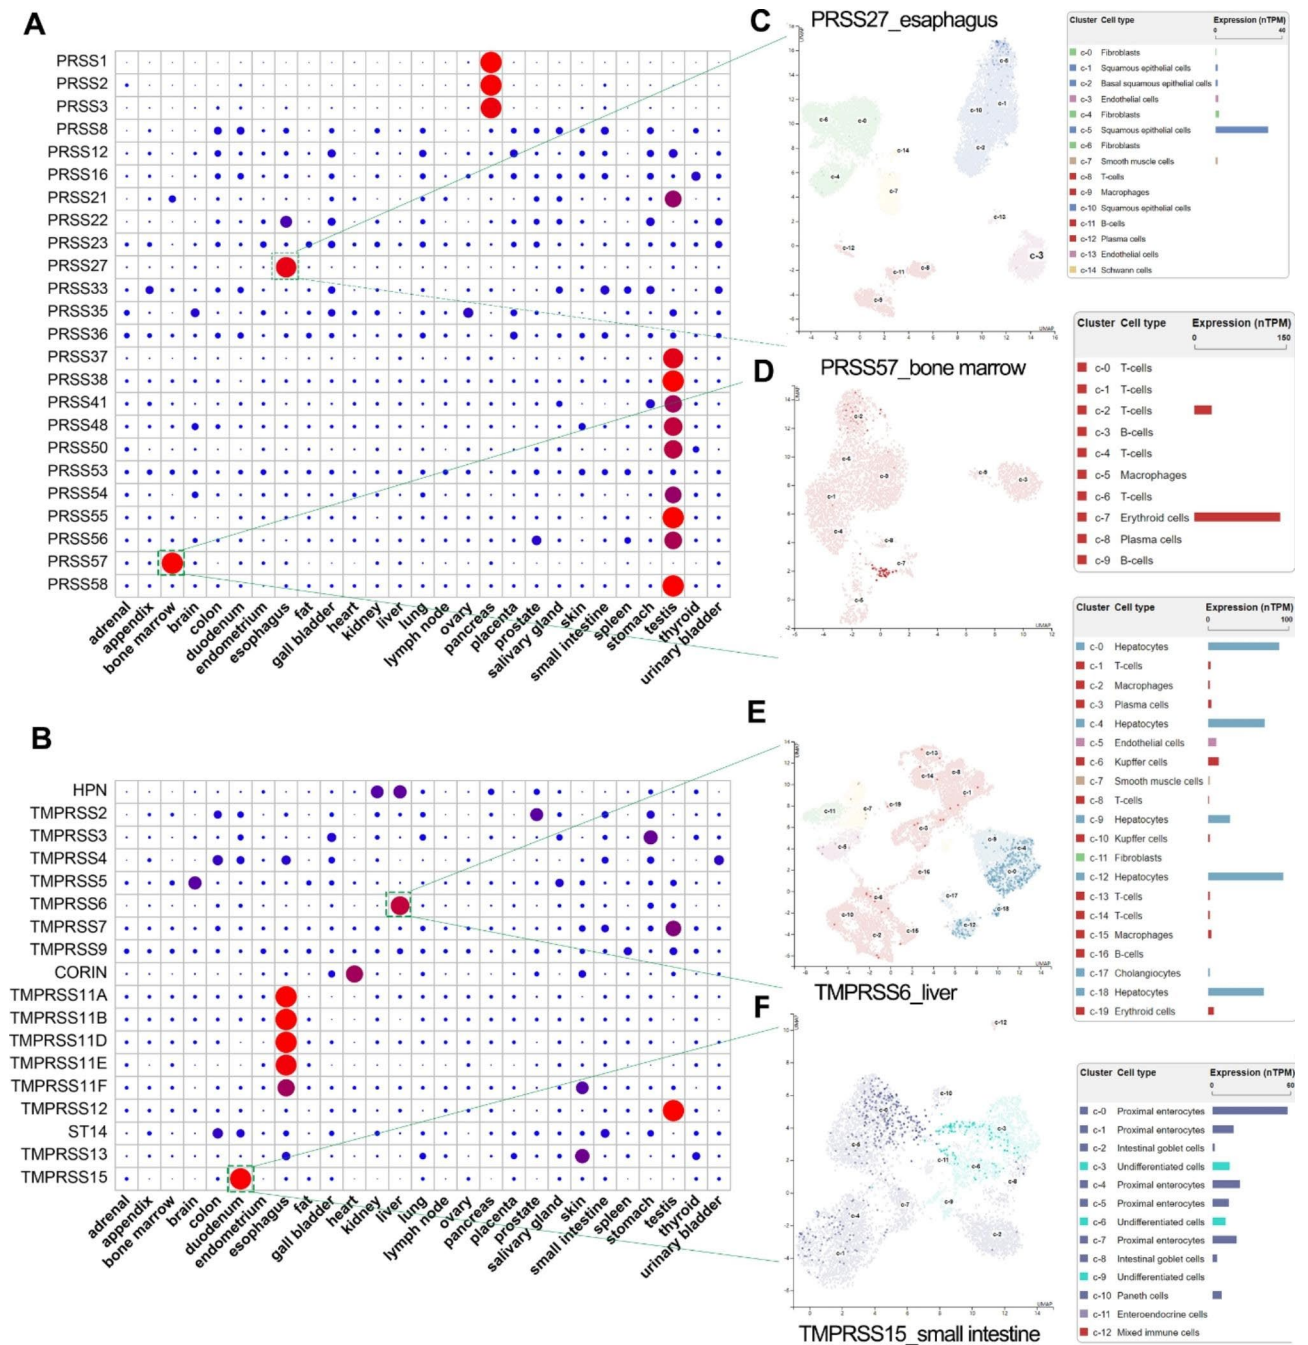 A
PRSS1
PRSS2
PRSS3
PRSS8
PRSS12
PRSS16
PRSS21
PRSS22
PRSS23
PRSS27
PRSS33
PRSS35
PRSS36
PRSS37
PRSS38
PRSS41
PRSS48
PRSS50
PRSS53
PRSS54
PRSS55
PRSS56
PRSS57
PRSS58
adrenal
appendix
bone marrow
brain
colon
duodenum
endometrium
esophagus
fat
gall bladder
heart
kidney
liver
lung
lymph node
ovary
pancreas
placenta
prostate
salivary gland
skin
small intestine
spleen
stomach
testis
thyroid
urinary bladder
B
HPN
TMPRSS2
TMPRSS3
TMPRSS4
TMPRSS5
TMPRSS6
TMPRSS7
TMPRSS9
CORIN
TMPRSS11A
TMPRSS11B
TMPRSS11D
TMPRSS11E
TMPRSS11F
TMPRSS12
ST14
TMPRSS13
TMPRSS15
adrenal
appendix
bone marrow
brain
colon
duodenum
endometrium
esophagus
fat
gall bladder
heart
kidney
liver
lung
lymph node
ovary
pancreas
placenta
prostate
salivary gland
skin
small intestine
spleen
stomach
testis
thyroid
urinary bladder
C
PRSS27_esaphagus
Cluster Cell type Expression (nTPM)
0 40
c-0 Fibroblasts
c-1 Squamous epithelial cells
c-2 Basal squamous epithelial cells
c-3 Endothelial cells
c-4 Fibroblasts
c-5 Squamous epithelial cells
c-6 Fibroblasts
c-7 Smooth muscle cells
c-8 T-cells
c-9 Macrophages
c-10 Squamous epithelial cells
c-11 B-cells
c-12 Plasma cells
c-13 Endothelial cells
c-14 Schwann cells
D
PRSS57_bone marrow
Cluster Cell type Expression (nTPM)
0 150
c-0 T-cells
c-1 T-cells
c-2 T-cells
c-3 B-cells
c-4 T-cells
c-5 Macrophages
c-6 T-cells
c-7 Erythroid cells
c-8 Plasma cells
c-9 B-cells
E
TMPRSS6_liver
Cluster Cell type Expression (nTPM)
0 100
c-0 Hepatocytes
c-1 T-cells
c-2 Macrophages
c-3 Plasma cells
c-4 Hepatocytes
c-5 Endothelial cells
c-6 Kupffer cells
c-7 Smooth muscle cells
c-8 T-cells
c-9 Hepatocytes
c-10 Kupffer cells
c-11 Fibroblasts
c-12 Hepatocytes
c-13 T-cells
c-14 T-cells
c-15 Macrophages
c-16 B-cells
c-17 Cholangiocytes
c-18 Hepatocytes
c-19 Erythroid cells
F
TMPRSS15_small intestine
Cluster Cell type Expression (nTPM)
0 60
c-0 Proximal enterocytes
c-1 Proximal enterocytes
c-2 Intestinal goblet cells
c-3 Undifferentiated cells
c-4 Proximal enterocytes
c-5 Proximal enterocytes
c-6 Undifferentiated cells
c-7 Proximal enterocytes
c-8 Intestinal goblet cells
c-9 Undifferentiated cells
c-10 Paneth cells
c-11 Enteroendocrine cells
c-12 Mixed immune cells